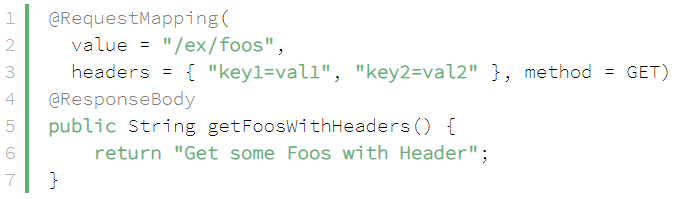 1 @RequestMapping(
2   value = "/ex/foos",
3   headers = { "key1=val1", "key2=val2" }, method = GET)
4 @ResponseBody
5 public String getFoosWithHeaders() {
6     return "Get some Foos with Header";
7 }